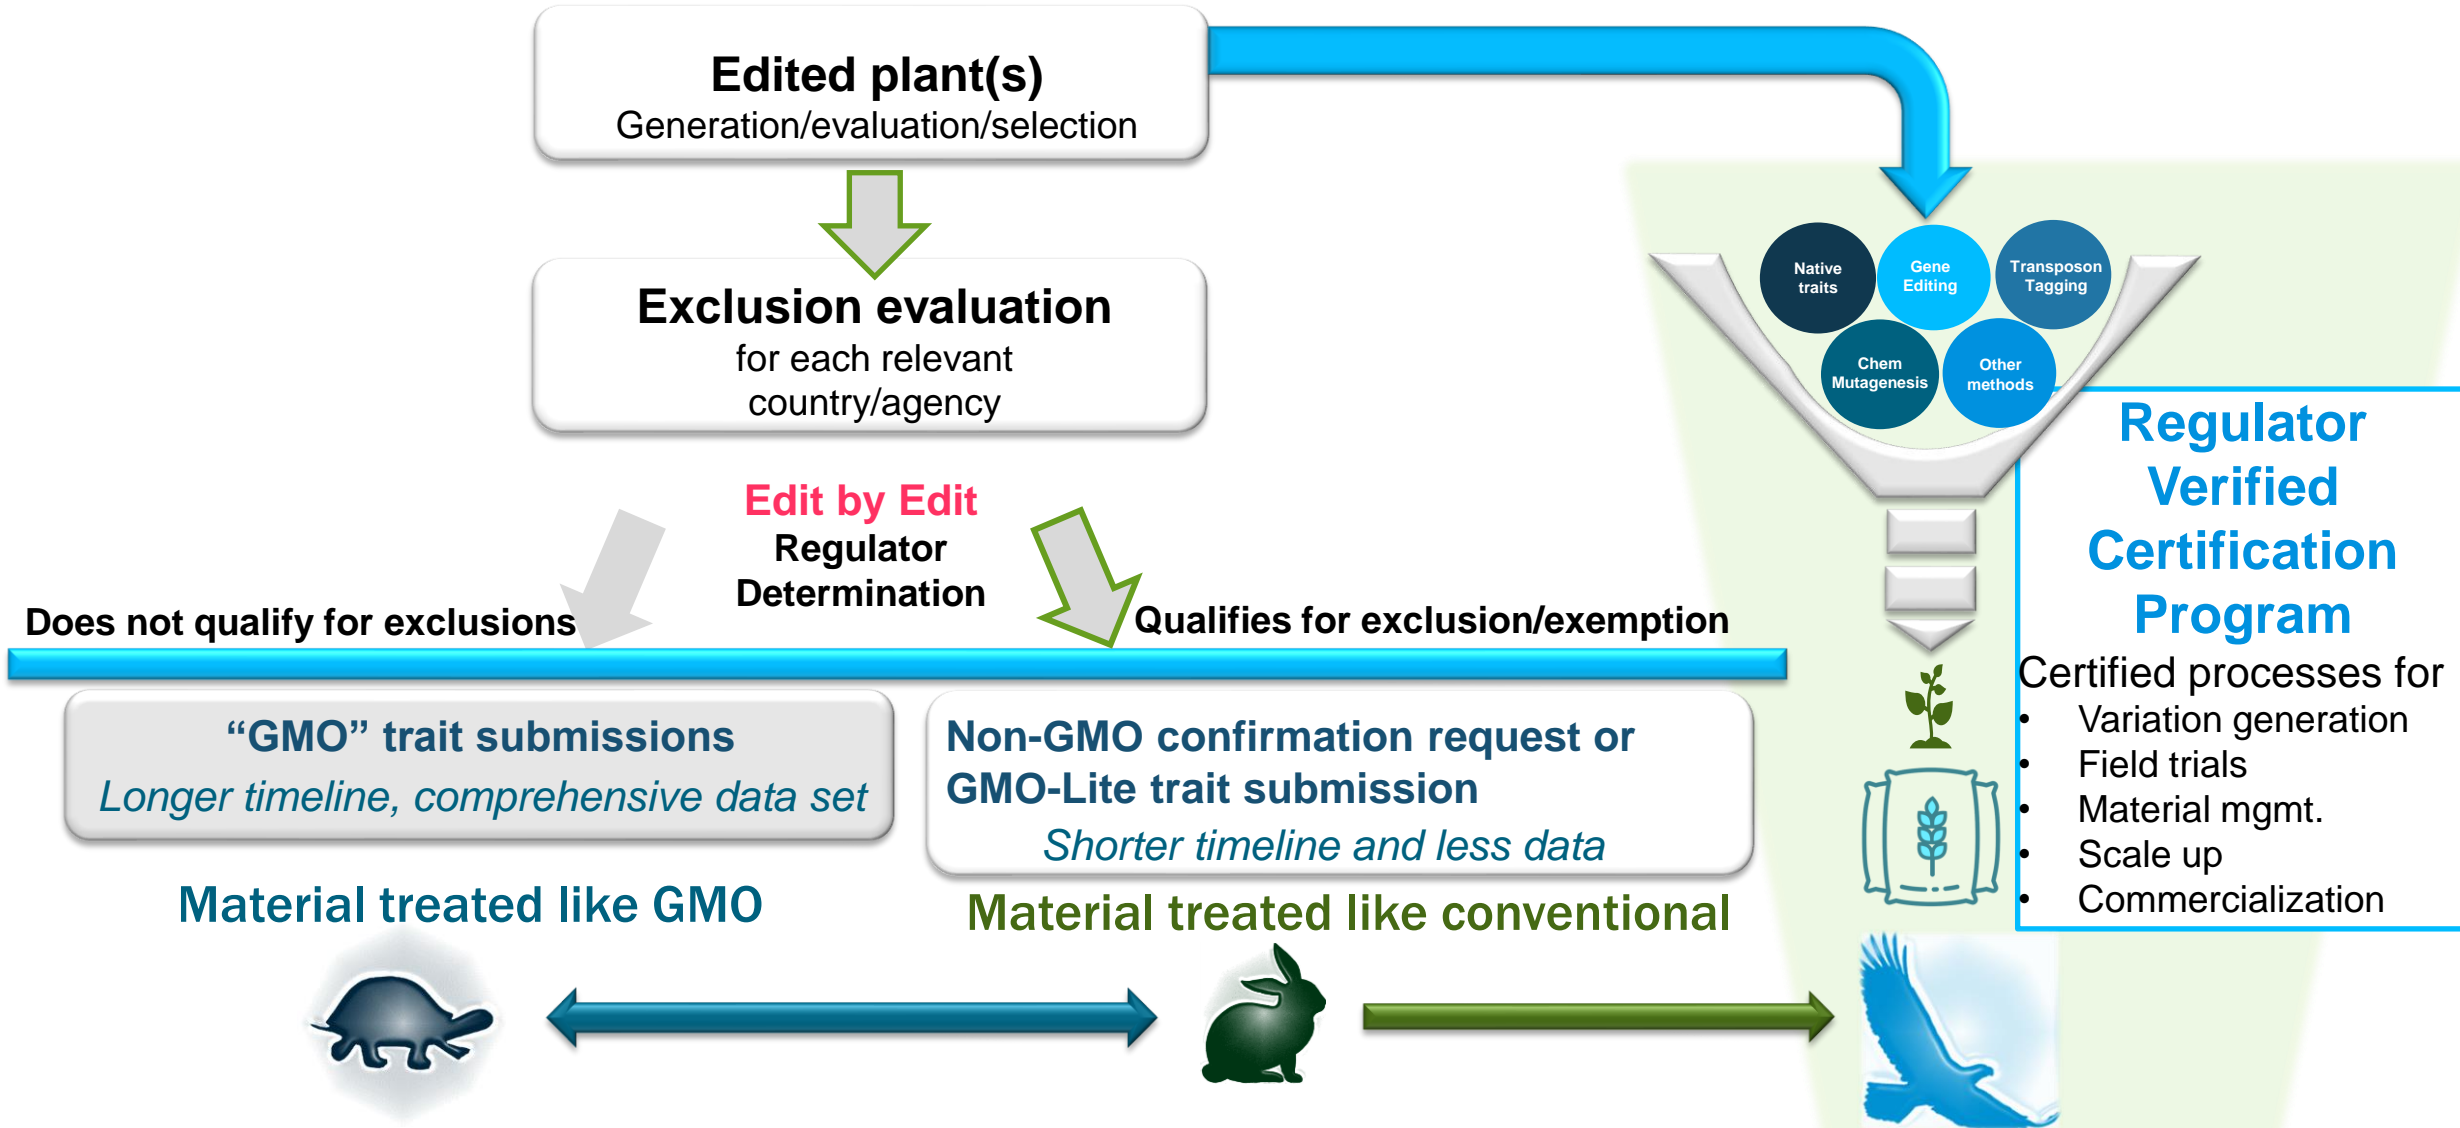 Edited plant(s)
Generation/evaluation/selection
Exclusion evaluation
for each relevant
country/agency
Edit by Edit
Regulator
Determination
Does not qualify for exclusions
Qualifies for exclusion/exemption
“GMO” trait submissions
Longer timeline, comprehensive data set
Non-GMO confirmation request or
GMO-Lite trait submission
Shorter timeline and less data
Material treated like GMO
Material treated like conventional
Native
traits
Gene
Editing
Transposon
Tagging
Chem
Mutagenesis
Other
methods
Regulator
Verified
Certification
Program
Certified processes for
• Variation generation
• Field trials
• Material mgmt.
• Scale up
• Commercialization